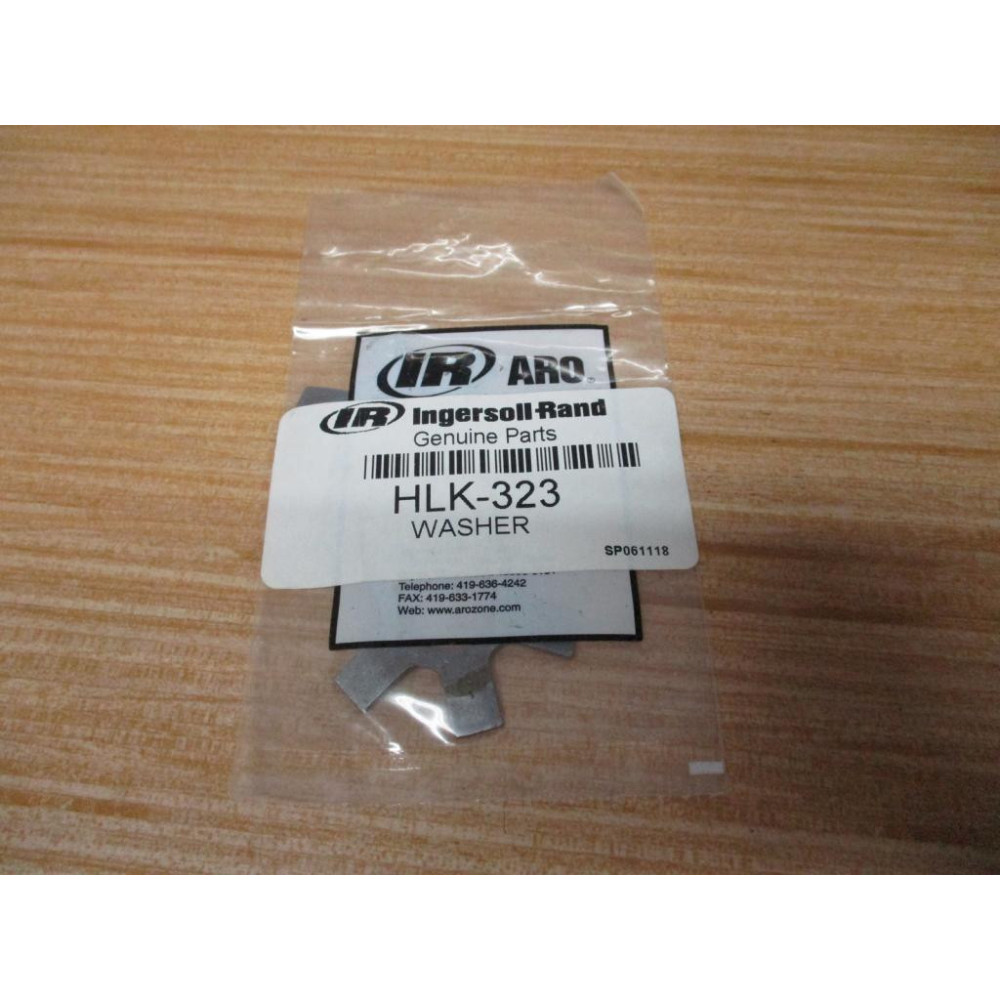 IR ARO®
IR Ingersoll-Rand
Genuine Parts
HLK-323
WASHER
SP061118
Telephone: 419-636-4242
FAX: 419-633-1774
Web: www.arozone.com